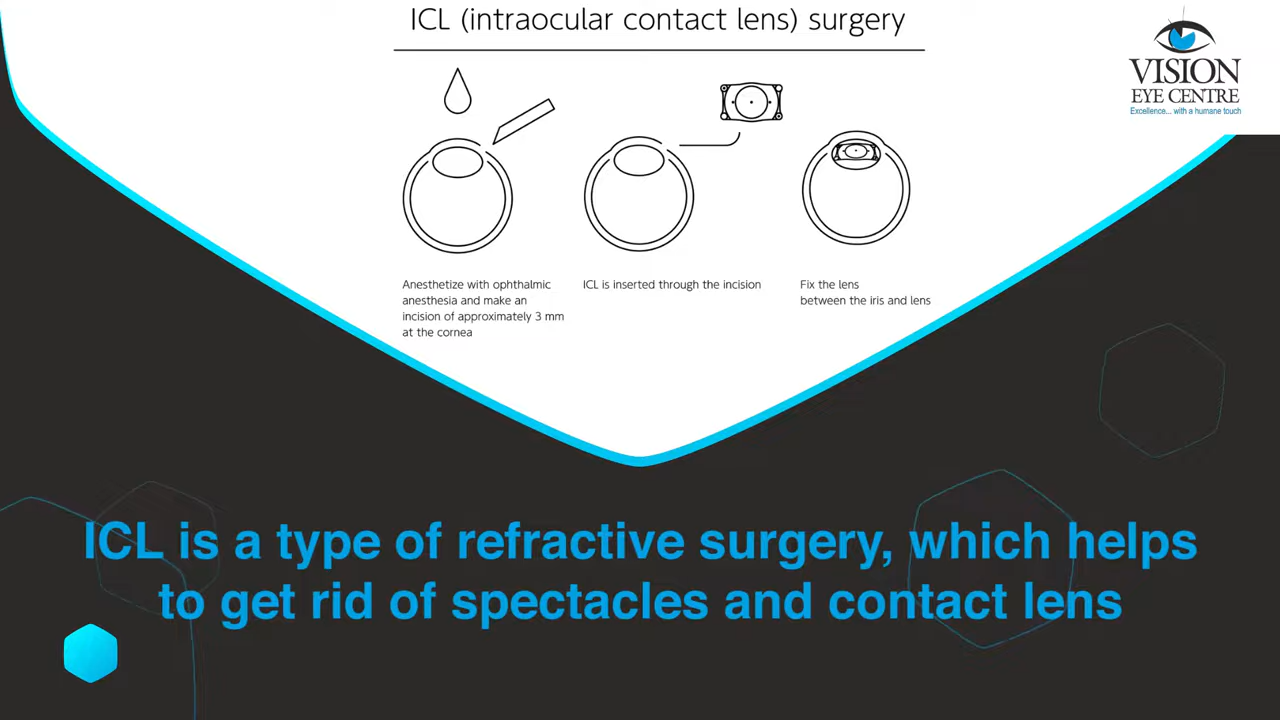 ICL (intraocular contact lens) surgery
VISION
EYE CENTRE
Excellence... with a humane touch
Anesthetize with ophthalmic
anesthesia and make an
incision of approximately 3 mm
at the cornea
ICL is inserted through the incision
Fix the lens
between the iris and lens
ICL is a type of refractive surgery, which helps
to get rid of spectacles and contact lens